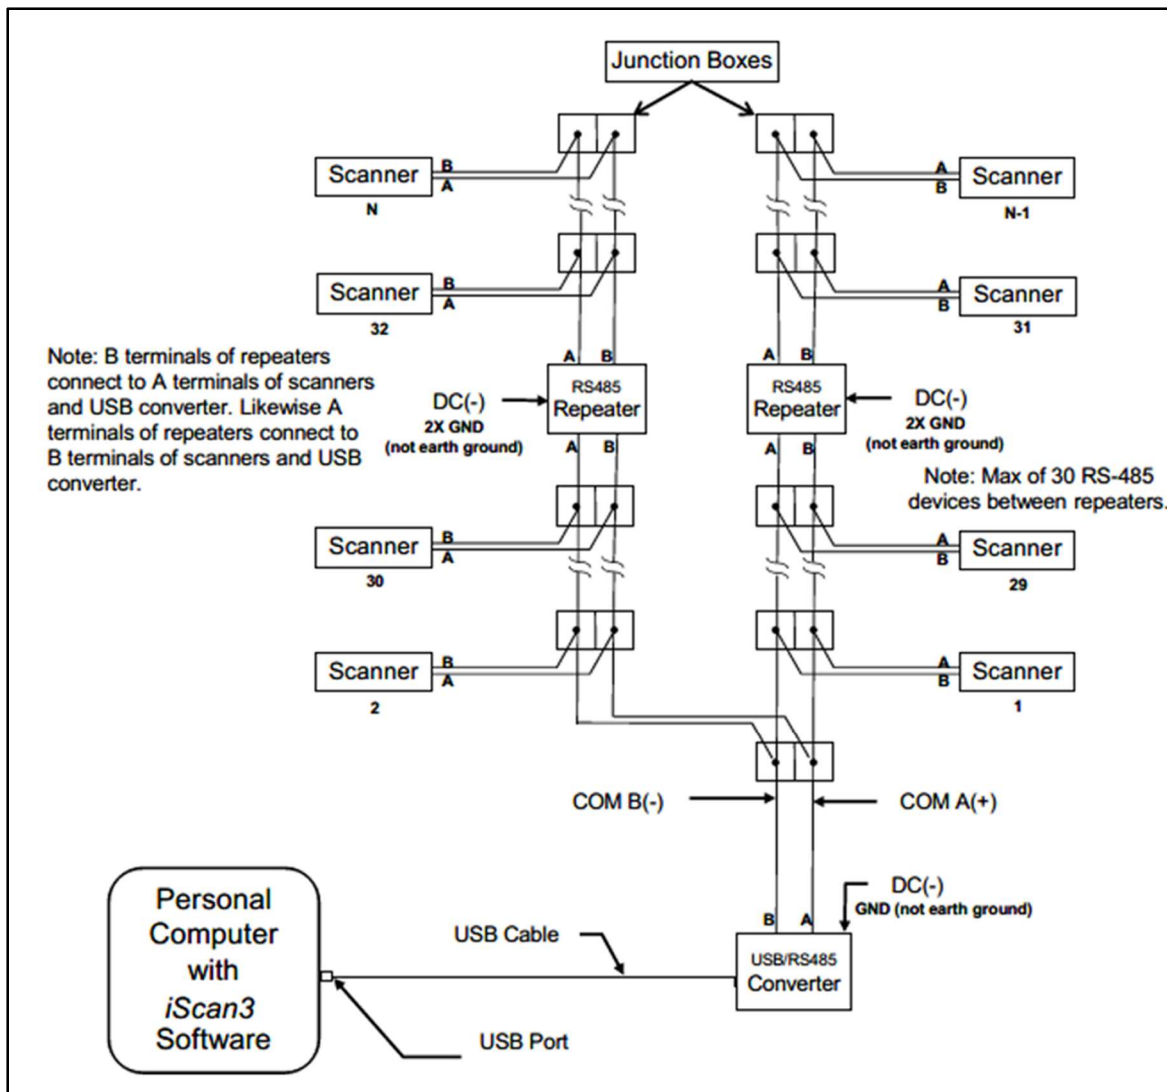 Junction Boxes
B
Scanner
A
N
A
Scanner
B
N-1
B
Scanner
A
32
A
Scanner
B
31
Note: B terminals of repeaters
connect to A terminals of scanners
and USB converter. Likewise A
terminals of repeaters connect to
B terminals of scanners and USB
converter.
A B
RS485
Repeater
A B
DC(-)
2X GND
(not earth ground)
A B
RS485
Repeater
A B
DC(-)
2X GND
(not earth ground)
Note: Max of 30 RS-485
devices between repeaters.
B
Scanner
A
30
A
Scanner
B
29
B
Scanner
A
2
A
Scanner
B
1
COM B(-)
COM A(+)
DC(-)
GND (not earth ground)
B A
USB/RS485
Converter
USB Cable
USB Port
Personal
Computer
with
iScan3
Software